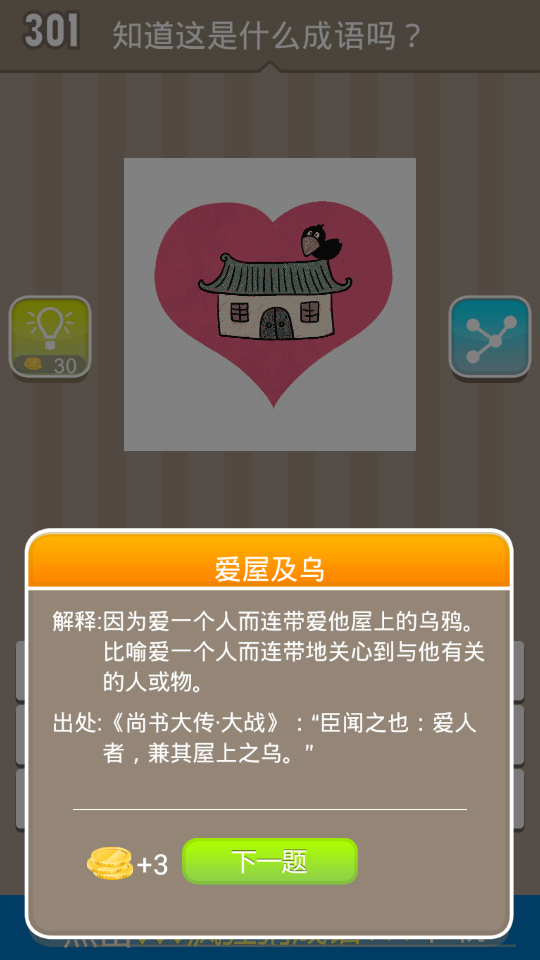 301
知道这是什么成语吗？
30
爱屋及乌
解释:因为爱一个人而连带爱他屋上的乌鸦。
比喻爱一个人而连带地关心到与他有关
的人或物。
出处:《尚书大传·大战》：“臣闻之也：爱人
者，兼其屋上之乌。”
+3
下一题